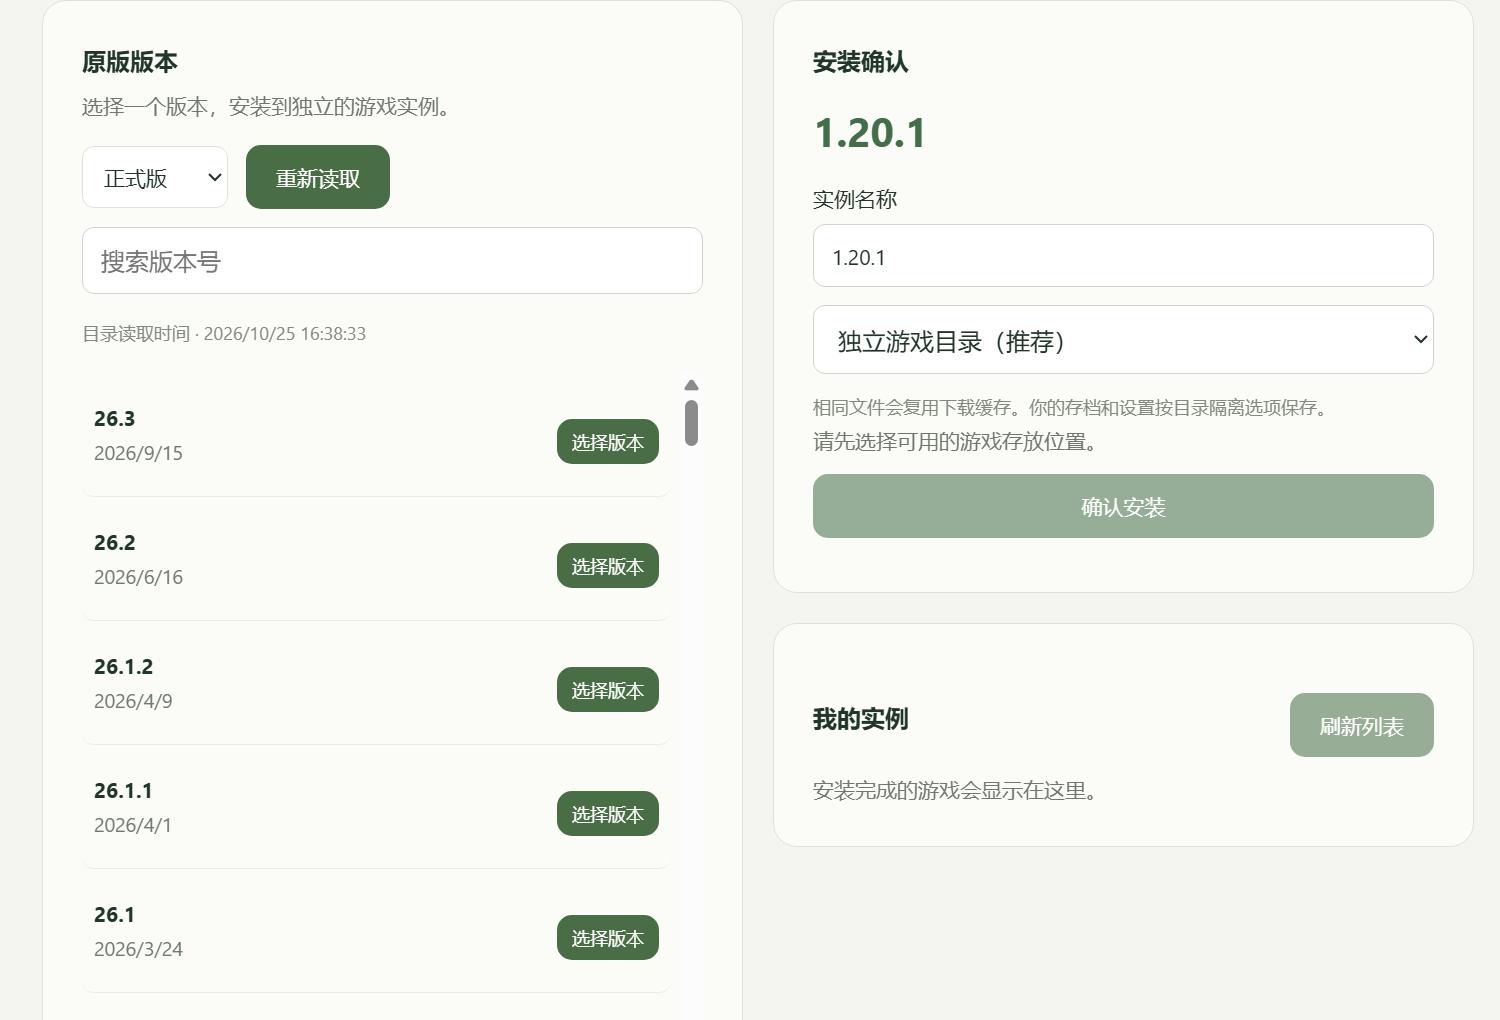 原版版本
选择一个版本，安装到独立的游戏实例。
正式版
重新读取
搜索版本号
目录读取时间 · 2026/10/25 16:38:33
26.3
2026/9/15
选择版本
26.2
2026/6/16
选择版本
26.1.2
2026/4/9
选择版本
26.1.1
2026/4/1
选择版本
26.1
2026/3/24
选择版本
安装确认
1.20.1
实例名称
1.20.1
独立游戏目录（推荐）
相同文件会复用下载缓存。你的存档和设置按目录隔离选项保存。
请先选择可用的游戏存放位置。
确认安装
我的实例
刷新列表
安装完成的游戏会显示在这里。